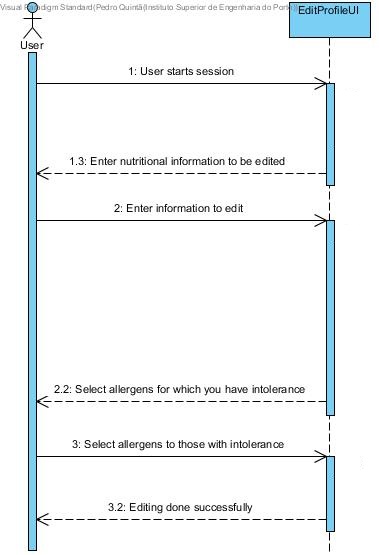 Visual Paradigm Standard(Pedro Quintã(Instituto Superior de Engenharia do Porto
EditProfileUI
User
1: User starts session
1.3: Enter nutritional information to be edited
2: Enter information to edit
2.2: Select allergens for which you have intolerance
3: Select allergens to those with intolerance
3.2: Editing done successfully